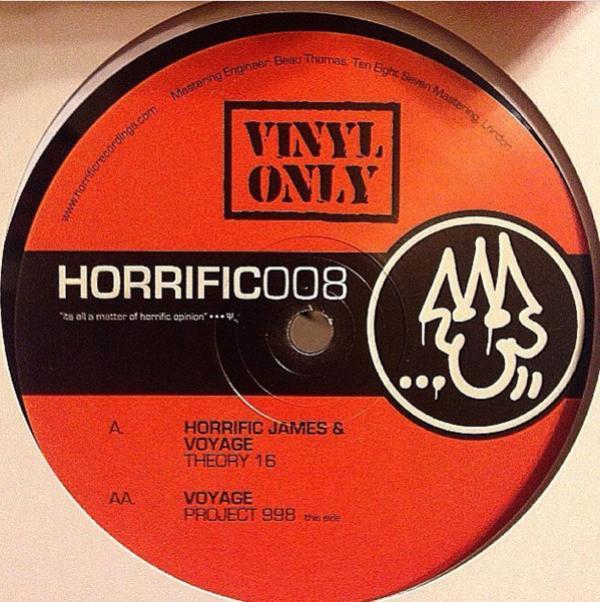 www.horrificrecordings.com
Mastering Engineer: Beau Thomas, Ten Eight Seven Mastering, London
VINYL
ONLY
HORRIFIC008
"its all a matter of horrific opinion"
A. HORRIFIC JAMES &
VOYAGE
THEORY 16
AA. VOYAGE
PROJECT 998 this side